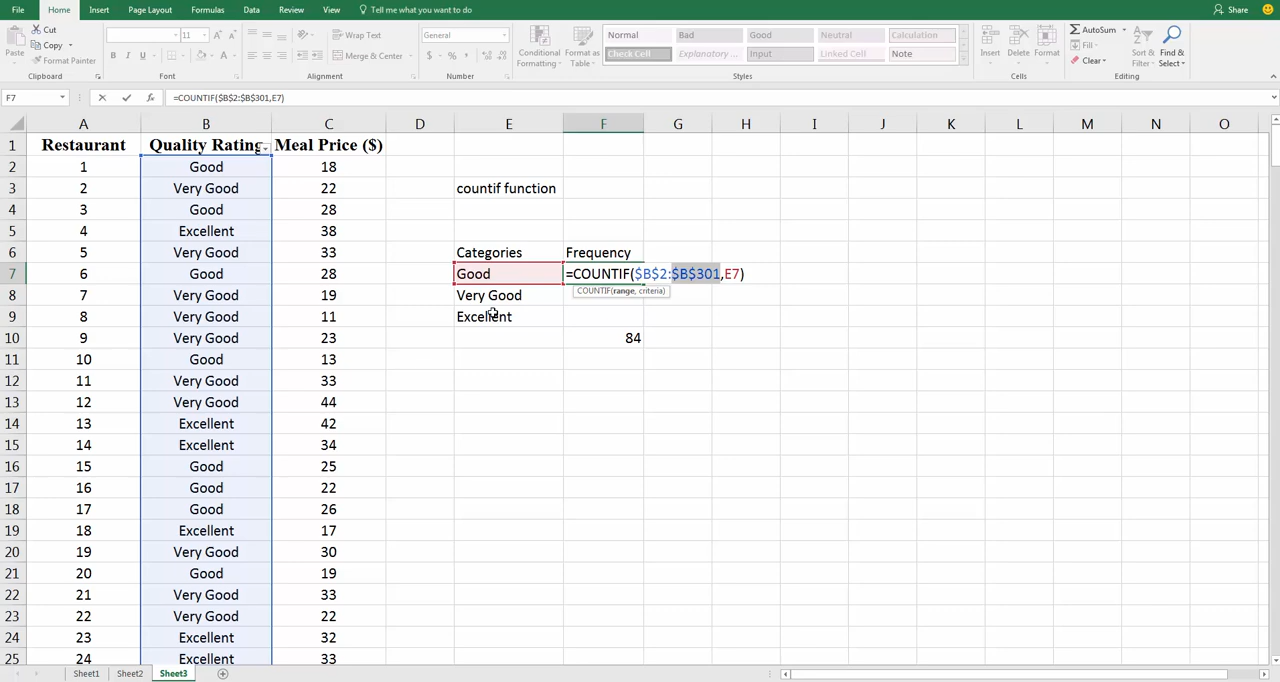 File Home Insert Page Layout Formulas Data Review View Tell me what you want to do Share
Cut
Copy
Format Painter
Paste
Clipboard
11
B I U
Font
Wrap Text
Merge & Center
Alignment
General
$ % ,
Number
Conditional Formatting
Format as Table
Normal Bad Good Neutral Calculation
Check Cell Explanatory ... Input Linked Cell Note
Styles
Insert Delete Format
Cells
AutoSum
Fill
Clear
Sort & Filter
Find & Select
Editing
F7 fx =COUNTIF($B$2:$B$301,E7)
A B C D E F G H I J K L M N O
1 Restaurant Quality Rating Meal Price ($)
2 1 Good 18
3 2 Very Good 22 countif function
4 3 Good 28
5 4 Excellent 38
6 5 Very Good 33 Categories Frequency
7 6 Good 28 Good =COUNTIF($B$2:$B$301,E7)
COUNTIF(range, criteria)
8 7 Very Good 19 Very Good
9 8 Very Good 11 Excellent
10 9 Very Good 23 84
11 10 Good 13
12 11 Very Good 33
13 12 Very Good 44
14 13 Excellent 42
15 14 Excellent 34
16 15 Good 25
17 16 Good 22
18 17 Good 26
19 18 Excellent 17
20 19 Very Good 30
21 20 Good 19
22 21 Very Good 33
23 22 Very Good 22
24 23 Excellent 32
25 24 Excellent 33
Sheet1 Sheet2 Sheet3